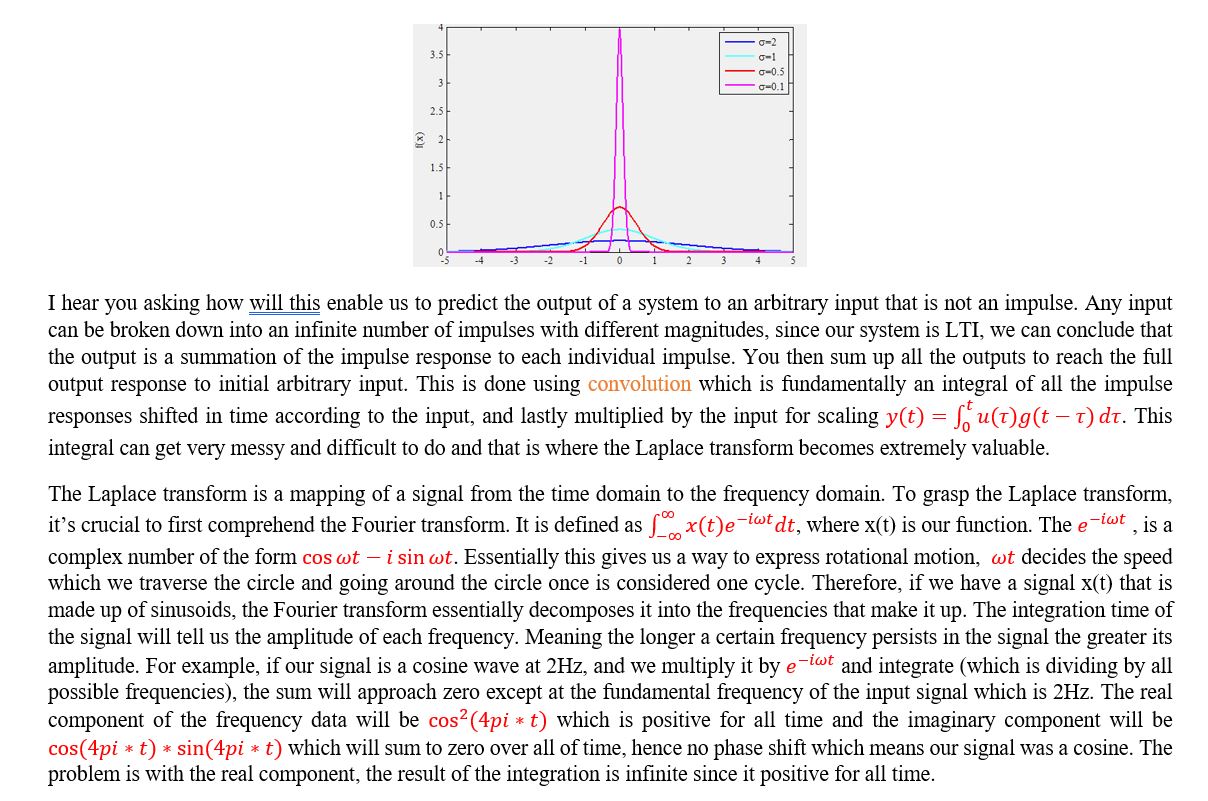 4
3.5
3
2.5
2
1.5
1
0.5
0
f(x)
σ=2
σ=1
σ=0.5
σ=0.1
-5 -4 -3 -2 -1 0 1 2 3 4 5
I hear you asking how will this enable us to predict the output of a system to an arbitrary input that is not an impulse. Any input
can be broken down into an infinite number of impulses with different magnitudes, since our system is LTI, we can conclude that
the output is a summation of the impulse response to each individual impulse. You then sum up all the outputs to reach the full
output response to initial arbitrary input. This is done using convolution which is fundamentally an integral of all the impulse
responses shifted in time according to the input, and lastly multiplied by the input for scaling y(t) = ∫₀ᵗ u(τ)g(t − τ) dτ. This
integral can get very messy and difficult to do and that is where the Laplace transform becomes extremely valuable.
The Laplace transform is a mapping of a signal from the time domain to the frequency domain. To grasp the Laplace transform,
it's crucial to first comprehend the Fourier transform. It is defined as ∫_{-∞}^{∞} x(t)e^{−iωt}dt, where x(t) is our function. The e^{−iωt} , is a
complex number of the form cos ωt − i sin ωt. Essentially this gives us a way to express rotational motion, ωt decides the speed
which we traverse the circle and going around the circle once is considered one cycle. Therefore, if we have a signal x(t) that is
made up of sinusoids, the Fourier transform essentially decomposes it into the frequencies that make it up. The integration time of
the signal will tell us the amplitude of each frequency. Meaning the longer a certain frequency persists in the signal the greater its
amplitude. For example, if our signal is a cosine wave at 2Hz, and we multiply it by e^{−iωt} and integrate (which is dividing by all
possible frequencies), the sum will approach zero except at the fundamental frequency of the input signal which is 2Hz. The real
component of the frequency data will be cos²(4pi * t) which is positive for all time and the imaginary component will be
cos(4pi * t) * sin(4pi * t) which will sum to zero over all of time, hence no phase shift which means our signal was a cosine. The
problem is with the real component, the result of the integration is infinite since it positive for all time.